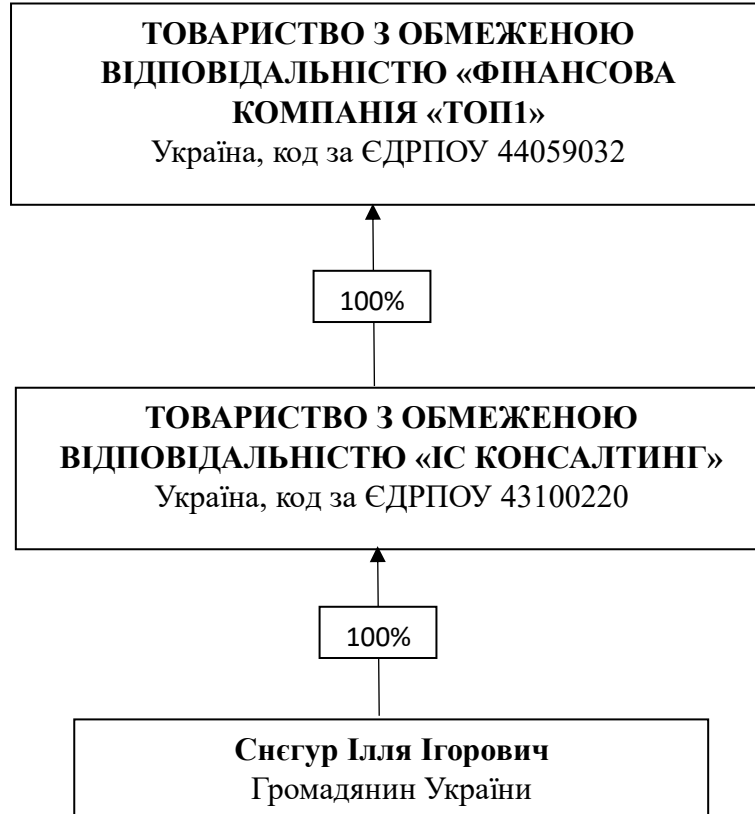 ТОВАРИСТВО З ОБМЕЖЕНОЮ
ВІДПОВІДАЛЬНІСТЮ «ФІНАНСОВА
КОМПАНІЯ «ТОП1»
Україна, код за ЄДРПОУ 44059032
100%
ТОВАРИСТВО З ОБМЕЖЕНОЮ
ВІДПОВІДАЛЬНІСТЮ «ІС КОНСАЛТИНГ»
Україна, код за ЄДРПОУ 43100220
100%
Снєгур Ілля Ігорович
Громадянин України